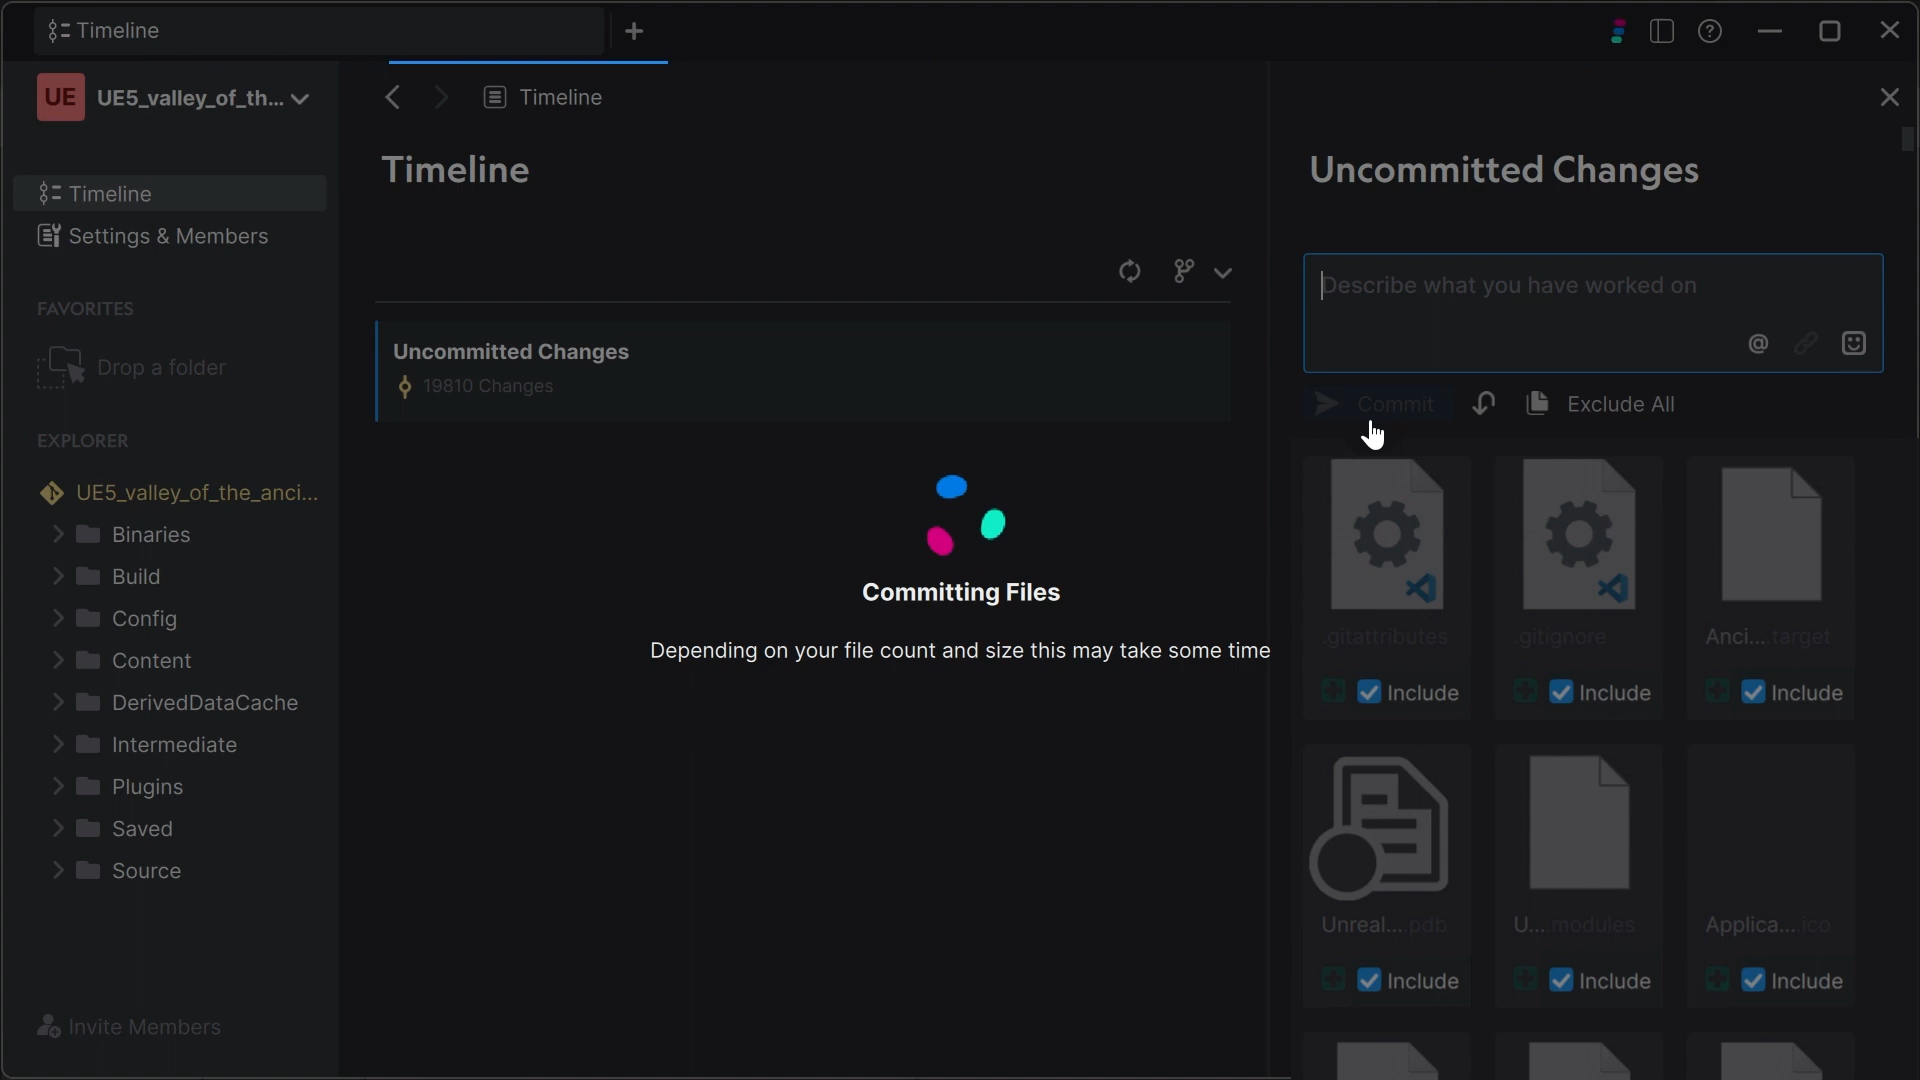 Timeline
UE
UE5_valley_of_th...
Timeline
Settings & Members
FAVORITES
Drop a folder
EXPLORER
UE5_valley_of_the_anci...
Binaries
Build
Config
Content
DerivedDataCache
Intermediate
Plugins
Saved
Source
Invite Members
Timeline
Timeline
Uncommitted Changes
19810 Changes
Committing Files
Depending on your file count and size this may take some time
Uncommitted Changes
Describe what you have worked on
Commit
Exclude All
.gitattributes
.gitignore
Anci....target
Include
Include
Include
Unreal....pdb
U....modules
Applica....ico
Include
Include
Include